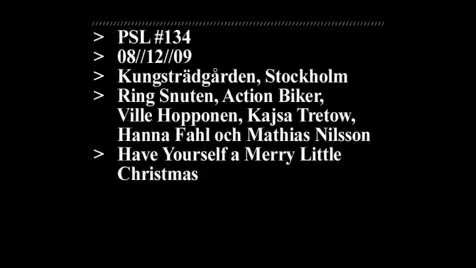 > PSL #134
> 08//12//09
> Kungsträdgården, Stockholm
> Ring Snuten, Action Biker,
Ville Hopponen, Kajsa Tretow,
Hanna Fahl och Mathias Nilsson
> Have Yourself a Merry Little
Christmas